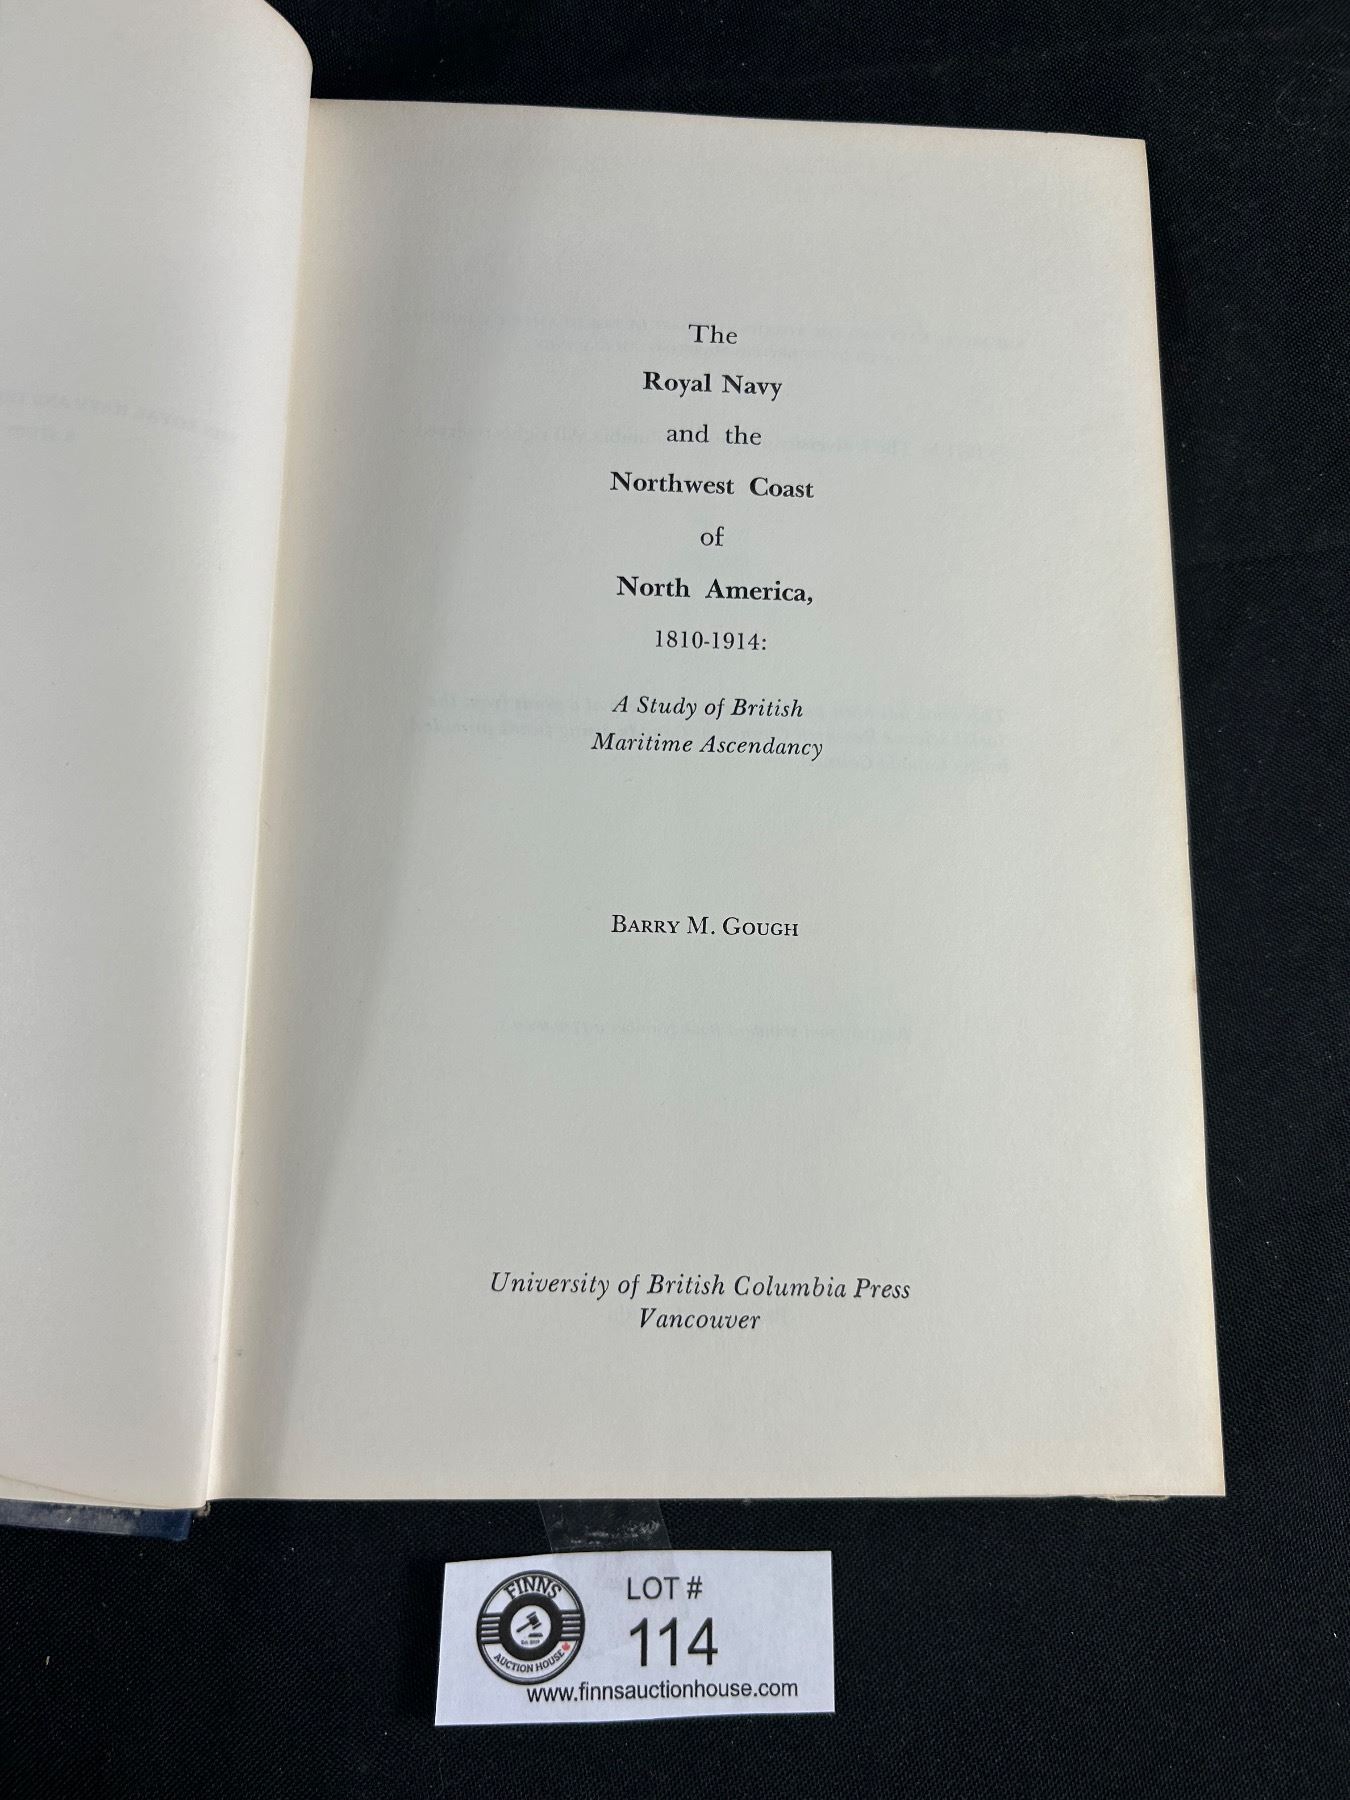 The
Royal Navy
and the
Northwest Coast
of
North America,
1810-1914:
A Study of British
Maritime Ascendancy
BARRY M. GOUGH
University of British Columbia Press
Vancouver
FINNS
AUCTION HOUSE
LOT #
114
www.finnsauctionhouse.com